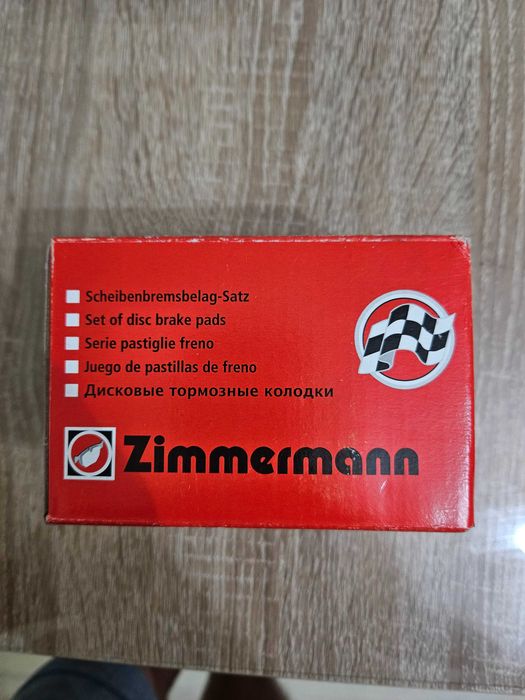 Scheibenbremsbelag-Satz
Set of disc brake pads
Serie pastiglie freno
Juego de pastillas de freno
Дисковые тормозные колодки
Zimmermann